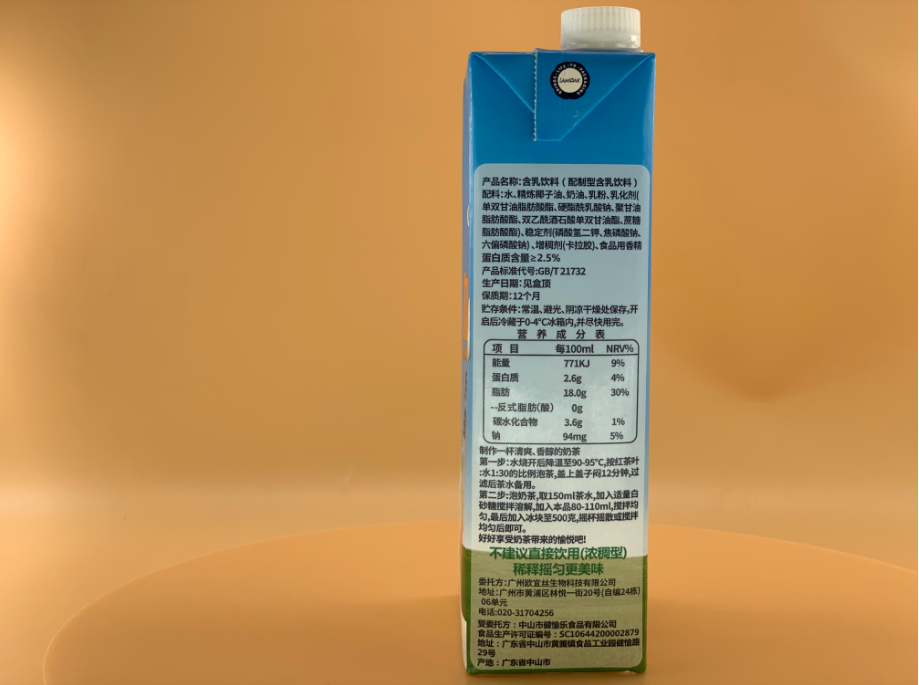 LAMIPAK
产品名称:含乳饮料(配制型含乳饮料)
配料:水、精炼椰子油、奶油、乳粉、乳化剂(
单双甘油脂肪酸酯、硬酯酰乳酸钠、聚甘油
脂肪酸酯、双乙酰酒石酸单双甘油酯、蔗糖
脂肪酸酯)、稳定剂(磷酸氢二钾、焦磷酸钠、
六偏磷酸钠)、增稠剂(卡拉胶)、食品用香精
蛋白质含量≥2.5%
产品标准代号:GB/T 21732
生产日期:见盒顶
保质期:12个月
贮存条件:常温、避光、阴凉干燥处保存,开
启后冷藏于0-4°C冰箱内,并尽快用完。
营养成分表
项目 每100ml NRV%
能量 771KJ 9%
蛋白质 2.6g 4%
脂肪 18.0g 30%
--反式脂肪(酸) 0g
碳水化合物 3.6g 1%
钠 94mg 5%
制作一杯清爽、香醇的奶茶
第一步:水烧开后降温至90-95°C,按红茶叶
:水1:30的比例泡茶,盖上盖子闷12分钟,过
滤后茶水备用。
第二步:泡奶茶,取150ml茶水,加入适量白
砂糖搅拌溶解,加入本品80-110ml,搅拌均
匀,最后加入冰块至500克,摇杯摇散或搅拌
均匀后即可。
好好享受奶茶带来的愉悦吧!
不建议直接饮用(浓稠型)
稀释摇匀更美味
委托方:广州欧宜丝生物科技有限公司
地址:广州市黄浦区林悦一街20号(自编24栋)
06单元
电话:020-31704256
受委托方:中山市健愉乐食品有限公司
食品生产许可证编号:SC10644200002879
地址:广东省中山市黄圃镇食品工业园健愉路
29号
产地:广东省中山市